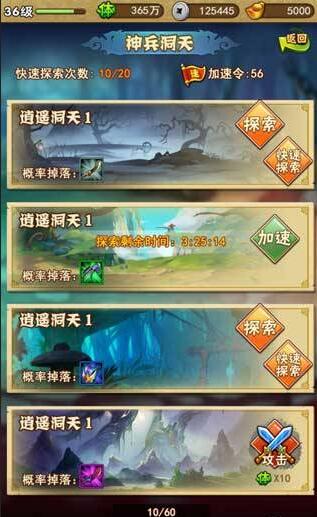 36级 体 365万 125445 5000
神兵洞天 返回
快速探索次数：10/20 速 加速令:56
逍遥洞天 1
探索
快速探索
概率掉落：
逍遥洞天 1
探索剩余时间：3:25:14
加速
概率掉落：
逍遥洞天 1
探索
快速探索
概率掉落：
逍遥洞天 1
攻击
概率掉落：
体 X10
10/60